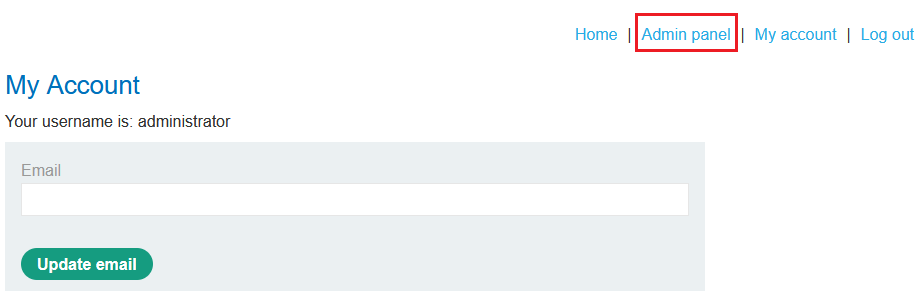 Home | Admin panel | My account | Log out
My Account
Your username is: administrator
Email
Update email